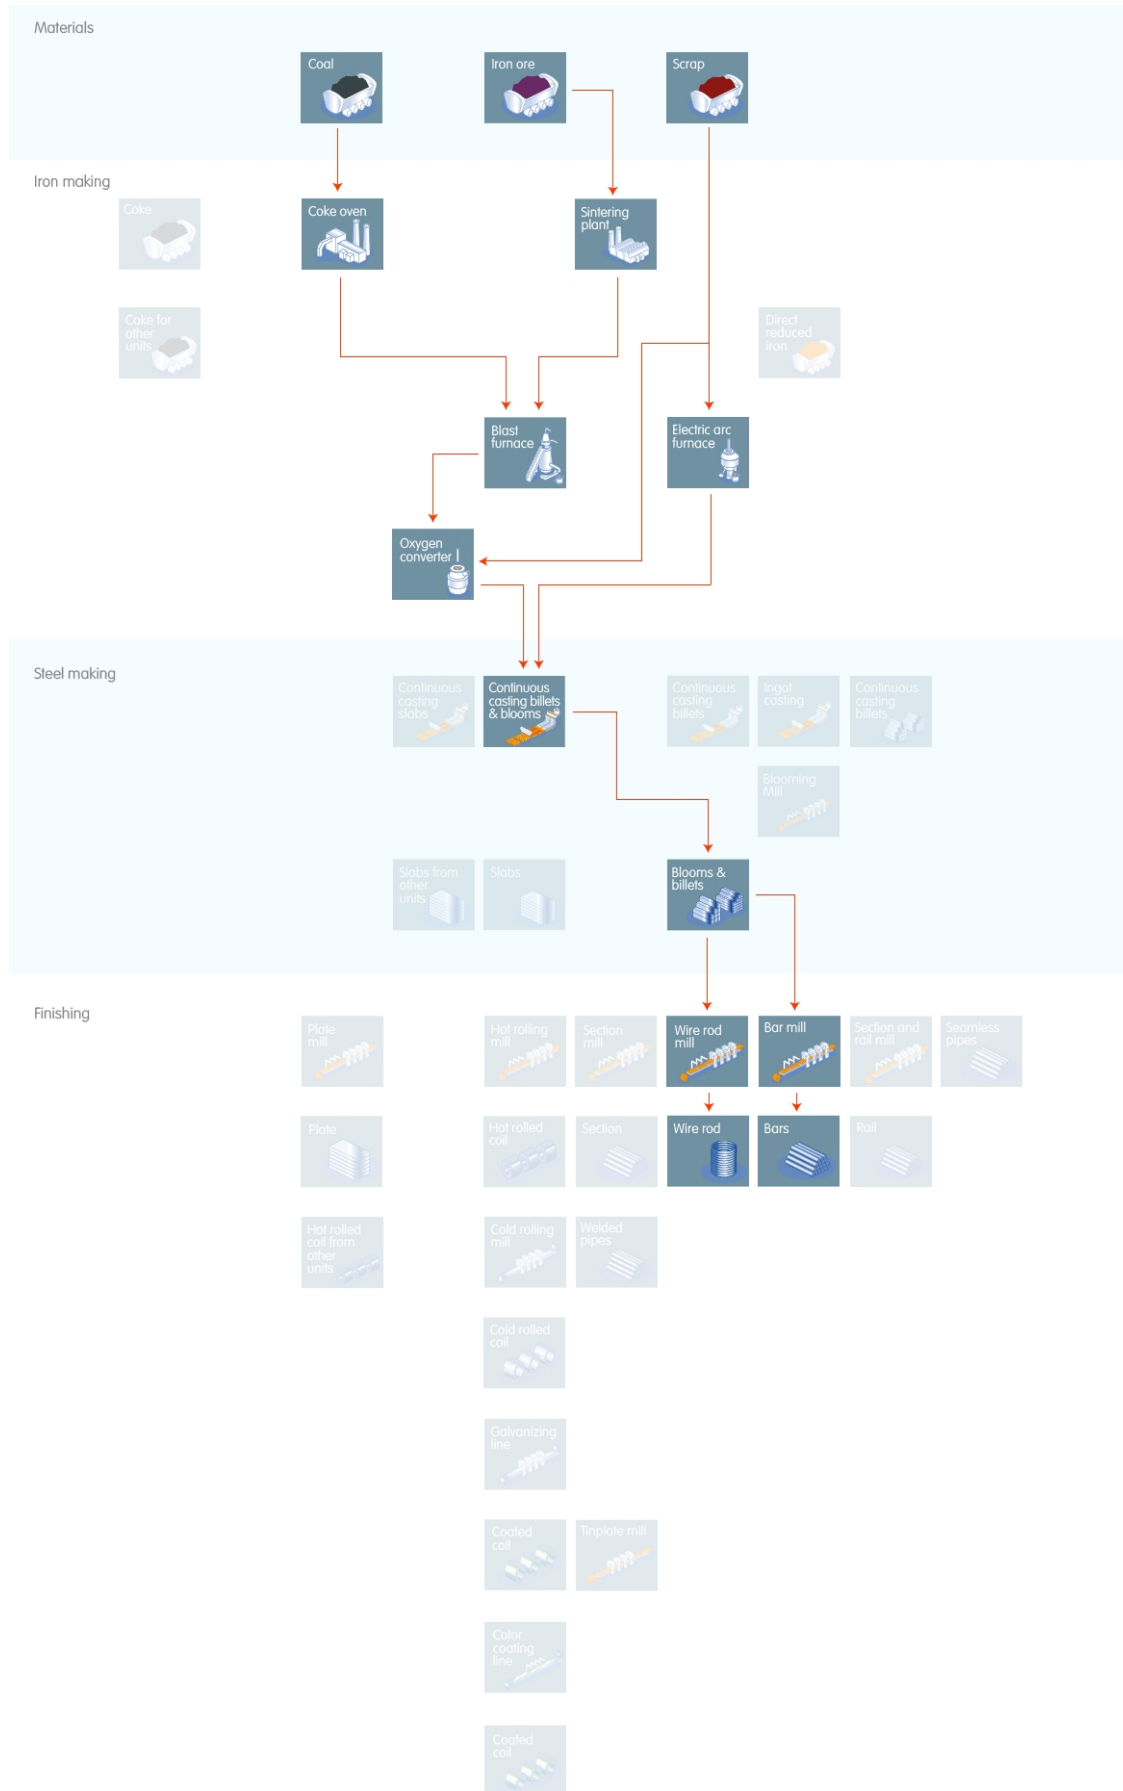 Materials
Coal
Iron ore
Scrap
Iron making
Coke
Coke oven
Sintering
plant
Coke for
other
units
Direct
reduced
iron
Blast
furnace
Electric arc
furnace
Oxygen
converter
Steel making
Continuous
casting
slabs
Continuous
casting billets
& blooms
Continuous
casting
billets
Ingot
casting
Continuous
casting
billets
Blooming
Mill
Slabs from
other
units
Slabs
Blooms &
billets
Finishing
Plate
mill
Hot rolling
mill
Section
mill
Wire rod
mill
Bar mill
Section and
rail mill
Seamless
pipes
Plate
Hot rolled
coil
Section
Wire rod
Bars
Rail
Hot rolled
coil from
other
units
Cold rolling
mill
Welded
pipes
Cold rolled
coil
Galvanizing
line
Coated
coil
Tinplate mill
Color
coating
line
Coated
coil